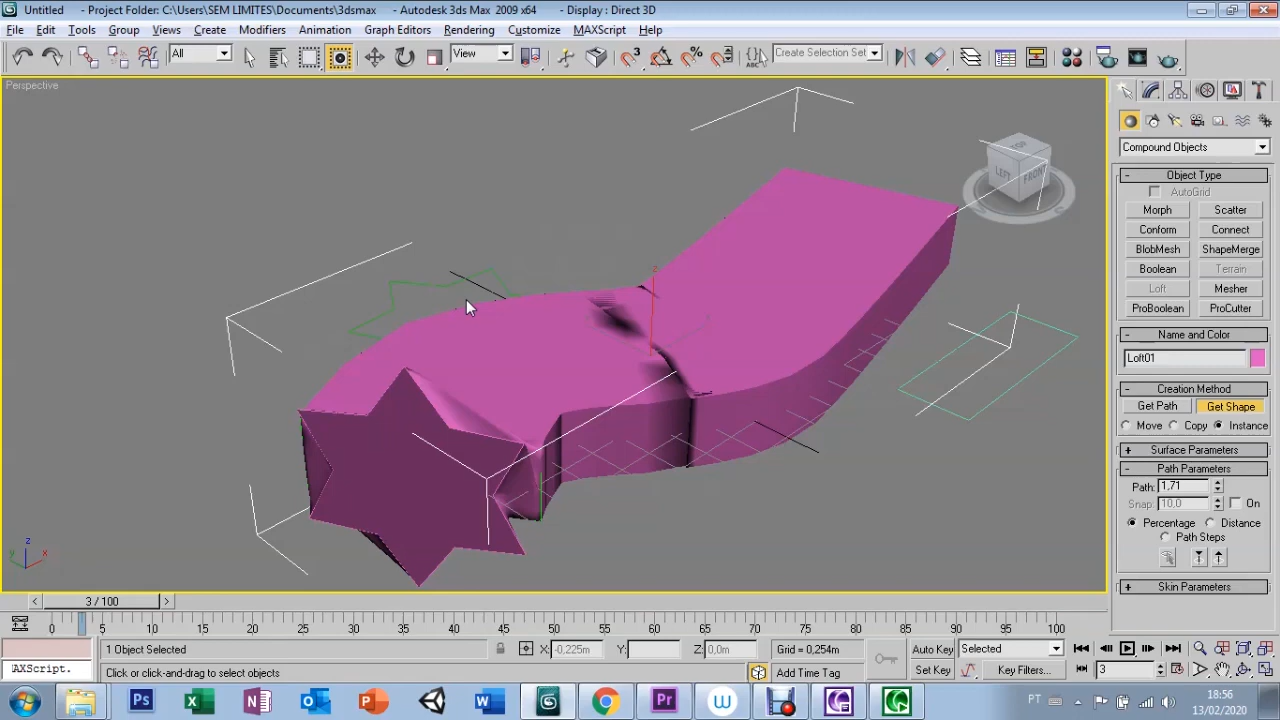 Untitled - Project Folder: C:\Users\SEM LIMITES\Documents\3dsmax - Autodesk 3ds Max 2009 x64 - Display : Direct 3D
File Edit Tools Group Views Create Modifiers Animation Graph Editors Rendering Customize MAXScript Help
All View Create Selection Set
Perspective
TOP
LEFT FRONT
Compound Objects
- Object Type
AutoGrid
Morph Scatter
Conform Connect
BlobMesh ShapeMerge
Boolean Terrain
Loft Mesher
ProBoolean ProCutter
- Name and Color
Loft01
- Creation Method
Get Path Get Shape
Move Copy Instance
+ Surface Parameters
- Path Parameters
Path: 1,71
Snap: 10,0 On
Percentage Distance
Path Steps
+ Skin Parameters
z
x
y
z
x
< 3 / 100 >
0 5 10 15 20 25 30 35 40 45 50 55 60 65 70 75 80 85 90 95 100
1 Object Selected X: -0,225m Y: Z: 0,0m Grid = 0,254m Auto Key Selected
AXScript. Click or click-and-drag to select objects Add Time Tag Set Key Key Filters... 3
PT 18:56
13/02/2020